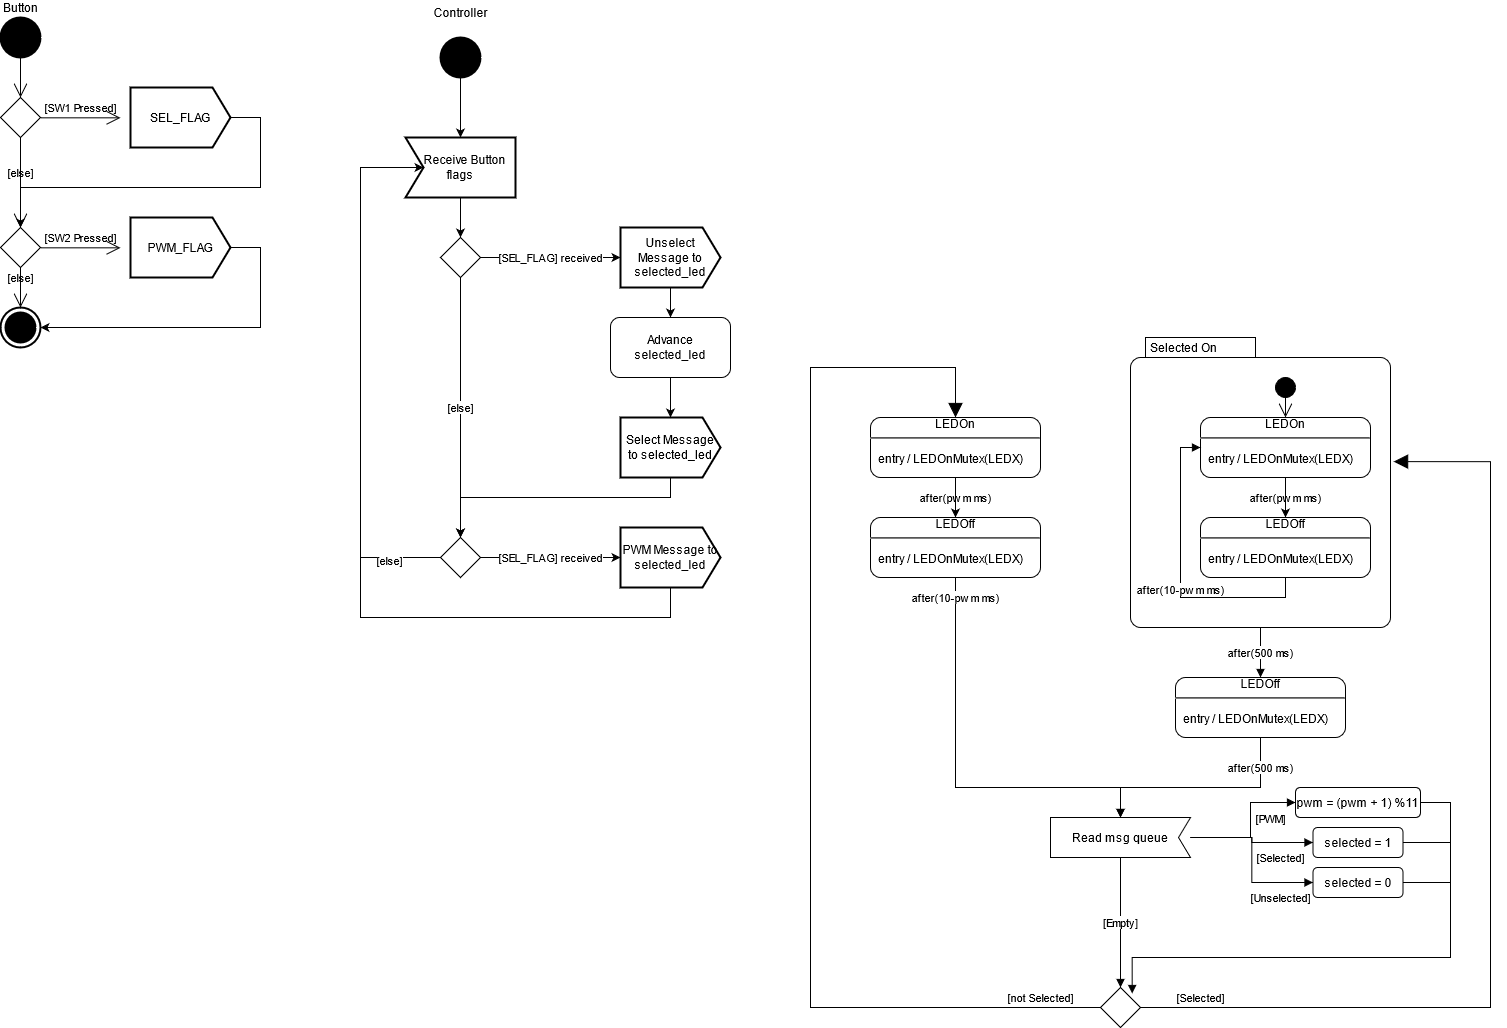 Button
[SW1 Pressed]
SEL_FLAG
[else]
[SW2 Pressed]
PWM_FLAG
[else]
Controller
Receive Button
flags
[SEL_FLAG] received
Unselect
Message to
selected_led
Advance
selected_led
[else]
Select Message
to selected_led
[SEL_FLAG] received
PWM Message to
selected_led
[else]
LEDOn
entry / LEDOnMutex(LEDX)
after(pwm ms)
LEDOff
entry / LEDOnMutex(LEDX)
after(10-pwm ms)
Selected On
LEDOn
entry / LEDOnMutex(LEDX)
after(pwm ms)
LEDOff
entry / LEDOnMutex(LEDX)
after(10-pwm ms)
after(500 ms)
LEDOff
entry / LEDOnMutex(LEDX)
after(500 ms)
Read msg queue
[PWM]
pwm = (pwm + 1) %11
[Selected]
selected = 1
[Unselected]
selected = 0
[Empty]
[not Selected]
[Selected]